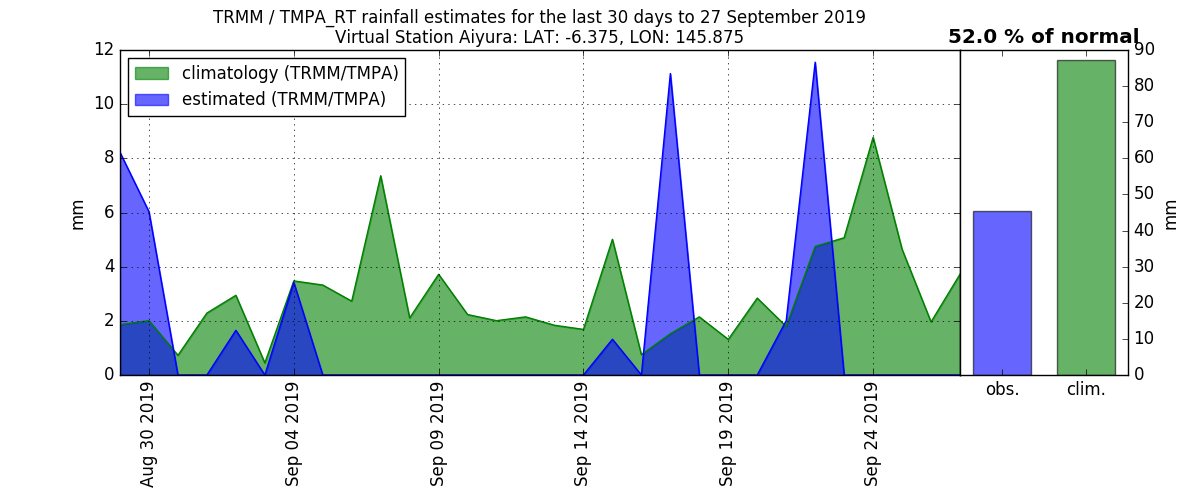 TRMM / TMPA_RT rainfall estimates for the last 30 days to 27 September 2019
Virtual Station Aiyura: LAT: -6.375, LON: 145.875
52.0 % of normal
climatology (TRMM/TMPA)
estimated (TRMM/TMPA)
12
10
8
6
4
2
0
mm
Aug 30 2019
Sep 04 2019
Sep 09 2019
Sep 14 2019
Sep 19 2019
Sep 24 2019
obs.
clim.
90
80
70
60
50
40
30
20
10
0
mm